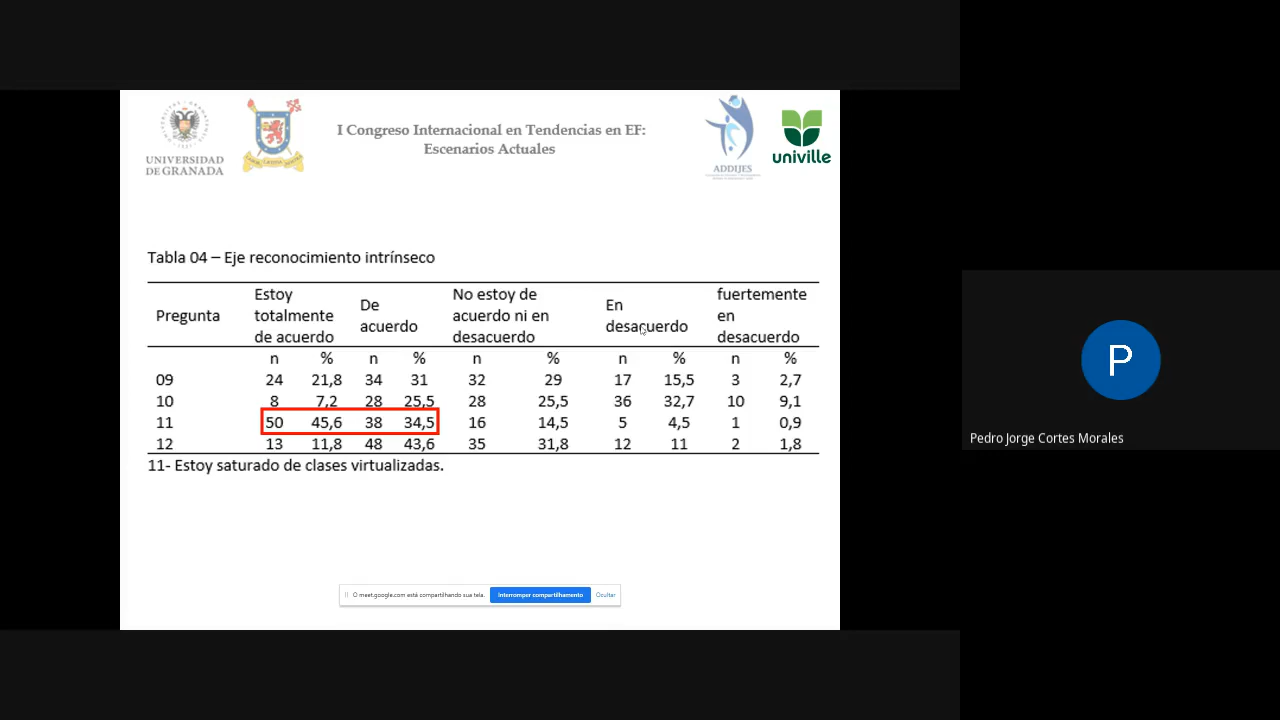 UNIVERSIDAD
DE GRANADA
I Congreso Internacional en Tendencias en EF:
Escenarios Actuales
ADDIJES
univille
Tabla 04 – Eje reconocimiento intrínseco
Pregunta Estoy totalmente de acuerdo De acuerdo No estoy de acuerdo ni en desacuerdo En desacuerdo fuertemente en desacuerdo
n % n % n % n % n %
09 24 21,8 34 31 32 29 17 15,5 3 2,7
10 8 7,2 28 25,5 28 25,5 36 32,7 10 9,1
11 50 45,6 38 34,5 16 14,5 5 4,5 1 0,9
12 13 11,8 48 43,6 35 31,8 12 11 2 1,8
11- Estoy saturado de clases virtualizadas.
O meet.google.com está compartilhando sua tela. Interromper compartilhamento Ocultar
P
Pedro Jorge Cortes Morales